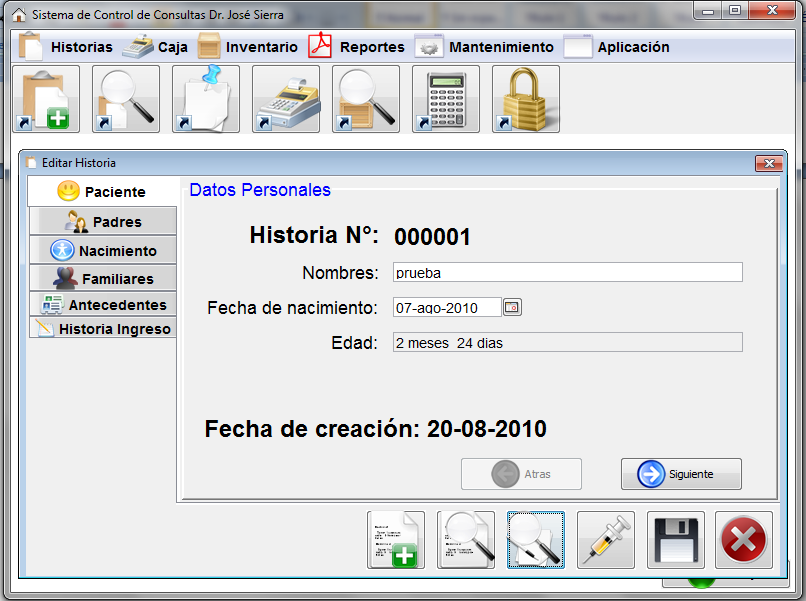 Sistema de Control de Consultas Dr. José Sierra
Historias Caja Inventario Reportes Mantenimiento Aplicación
Editar Historia
Paciente
Padres
Nacimiento
Familiares
Antecedentes
Historia Ingreso
Datos Personales
Historia N°: 000001
Nombres: prueba
Fecha de nacimiento: 07-ago-2010
Edad: 2 meses 24 dias
Fecha de creación: 20-08-2010
Atras Siguiente